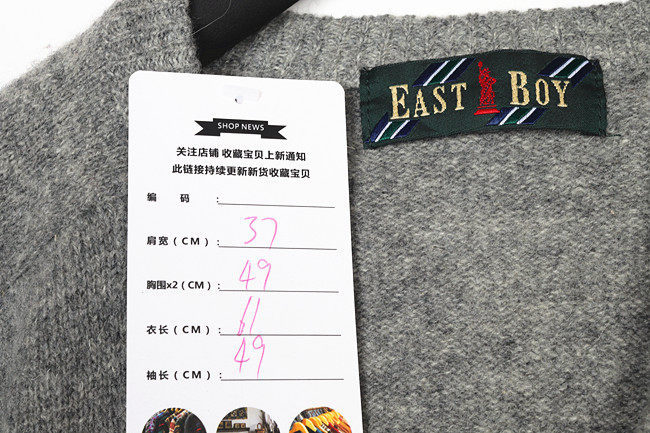 EAST BOY
SHOP NEWS
关注店铺 收藏宝贝上新通知
此链接持续更新新货收藏宝贝
编 码 :
肩宽(CM): 37
胸围x2(CM): 49
衣长(CM): 61
袖长(CM): 49